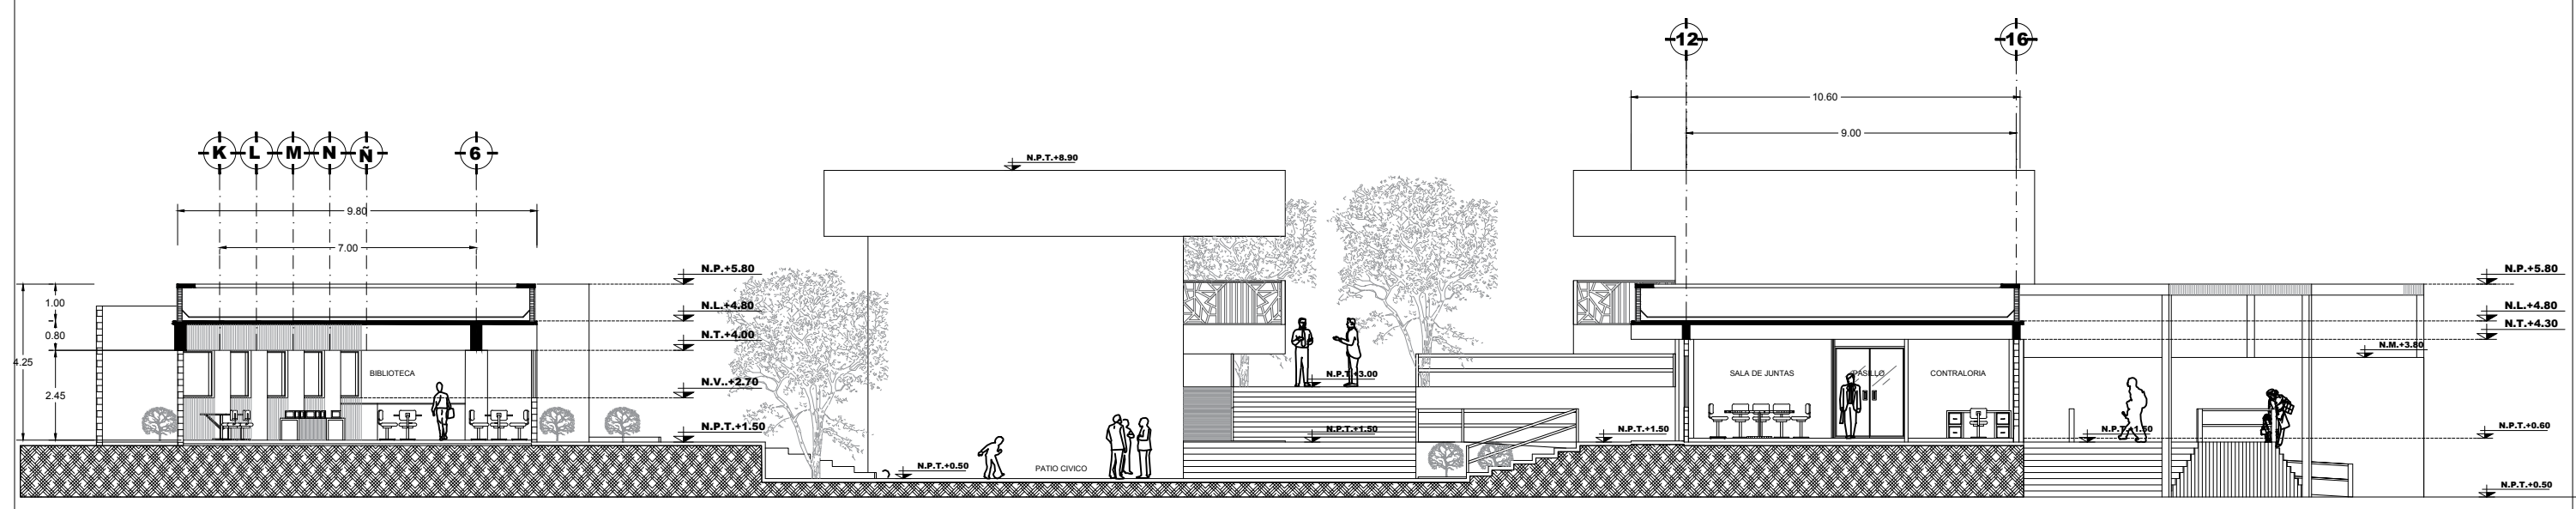 12
16
10.60
9.00
K L M N Ñ 6
N.P.T.+8.90
9.80
7.00
N.P.+5.80
N.P.+5.80
1.00
N.L.+4.80
N.L.+4.80
0.80
N.T.+4.00
N.T.+4.30
N.M.+3.80
4.25
BIBLIOTECA
N.P.T.+3.00
SALA DE JUNTAS
PASILLO
CONTRALORIA
N.V..+2.70
2.45
N.P.T.+1.50
N.P.T.+1.50
N.P.T.+1.50
N.P.T.+1.50
N.P.T.+0.60
N.P.T.+0.50
PATIO CIVICO
N.P.T.+0.50